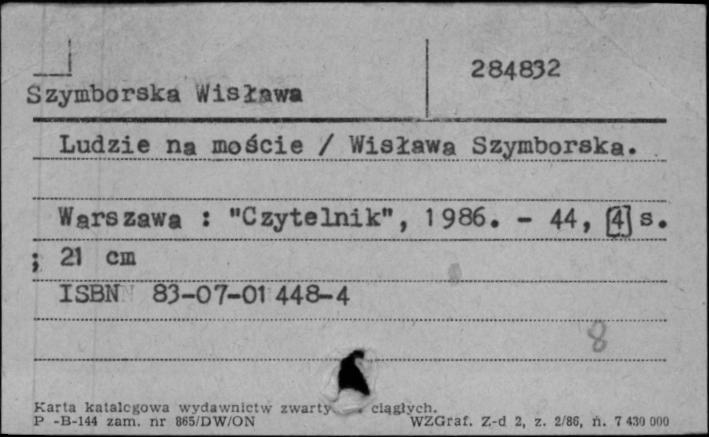 284832
Szymborska Wisława
Ludzie na moście / Wisława Szymborska.
Warszawa : "Czytelnik", 1986. - 44, [4] s.
; 21 cm
ISBN 83-07-01448-4
8
Karta katalogowa wydawnictw zwarty ciągłych.
P -B-144 zam. nr 865/DW/ON WZGraf. Z-d 2, z. 2/86, n. 7 430 000